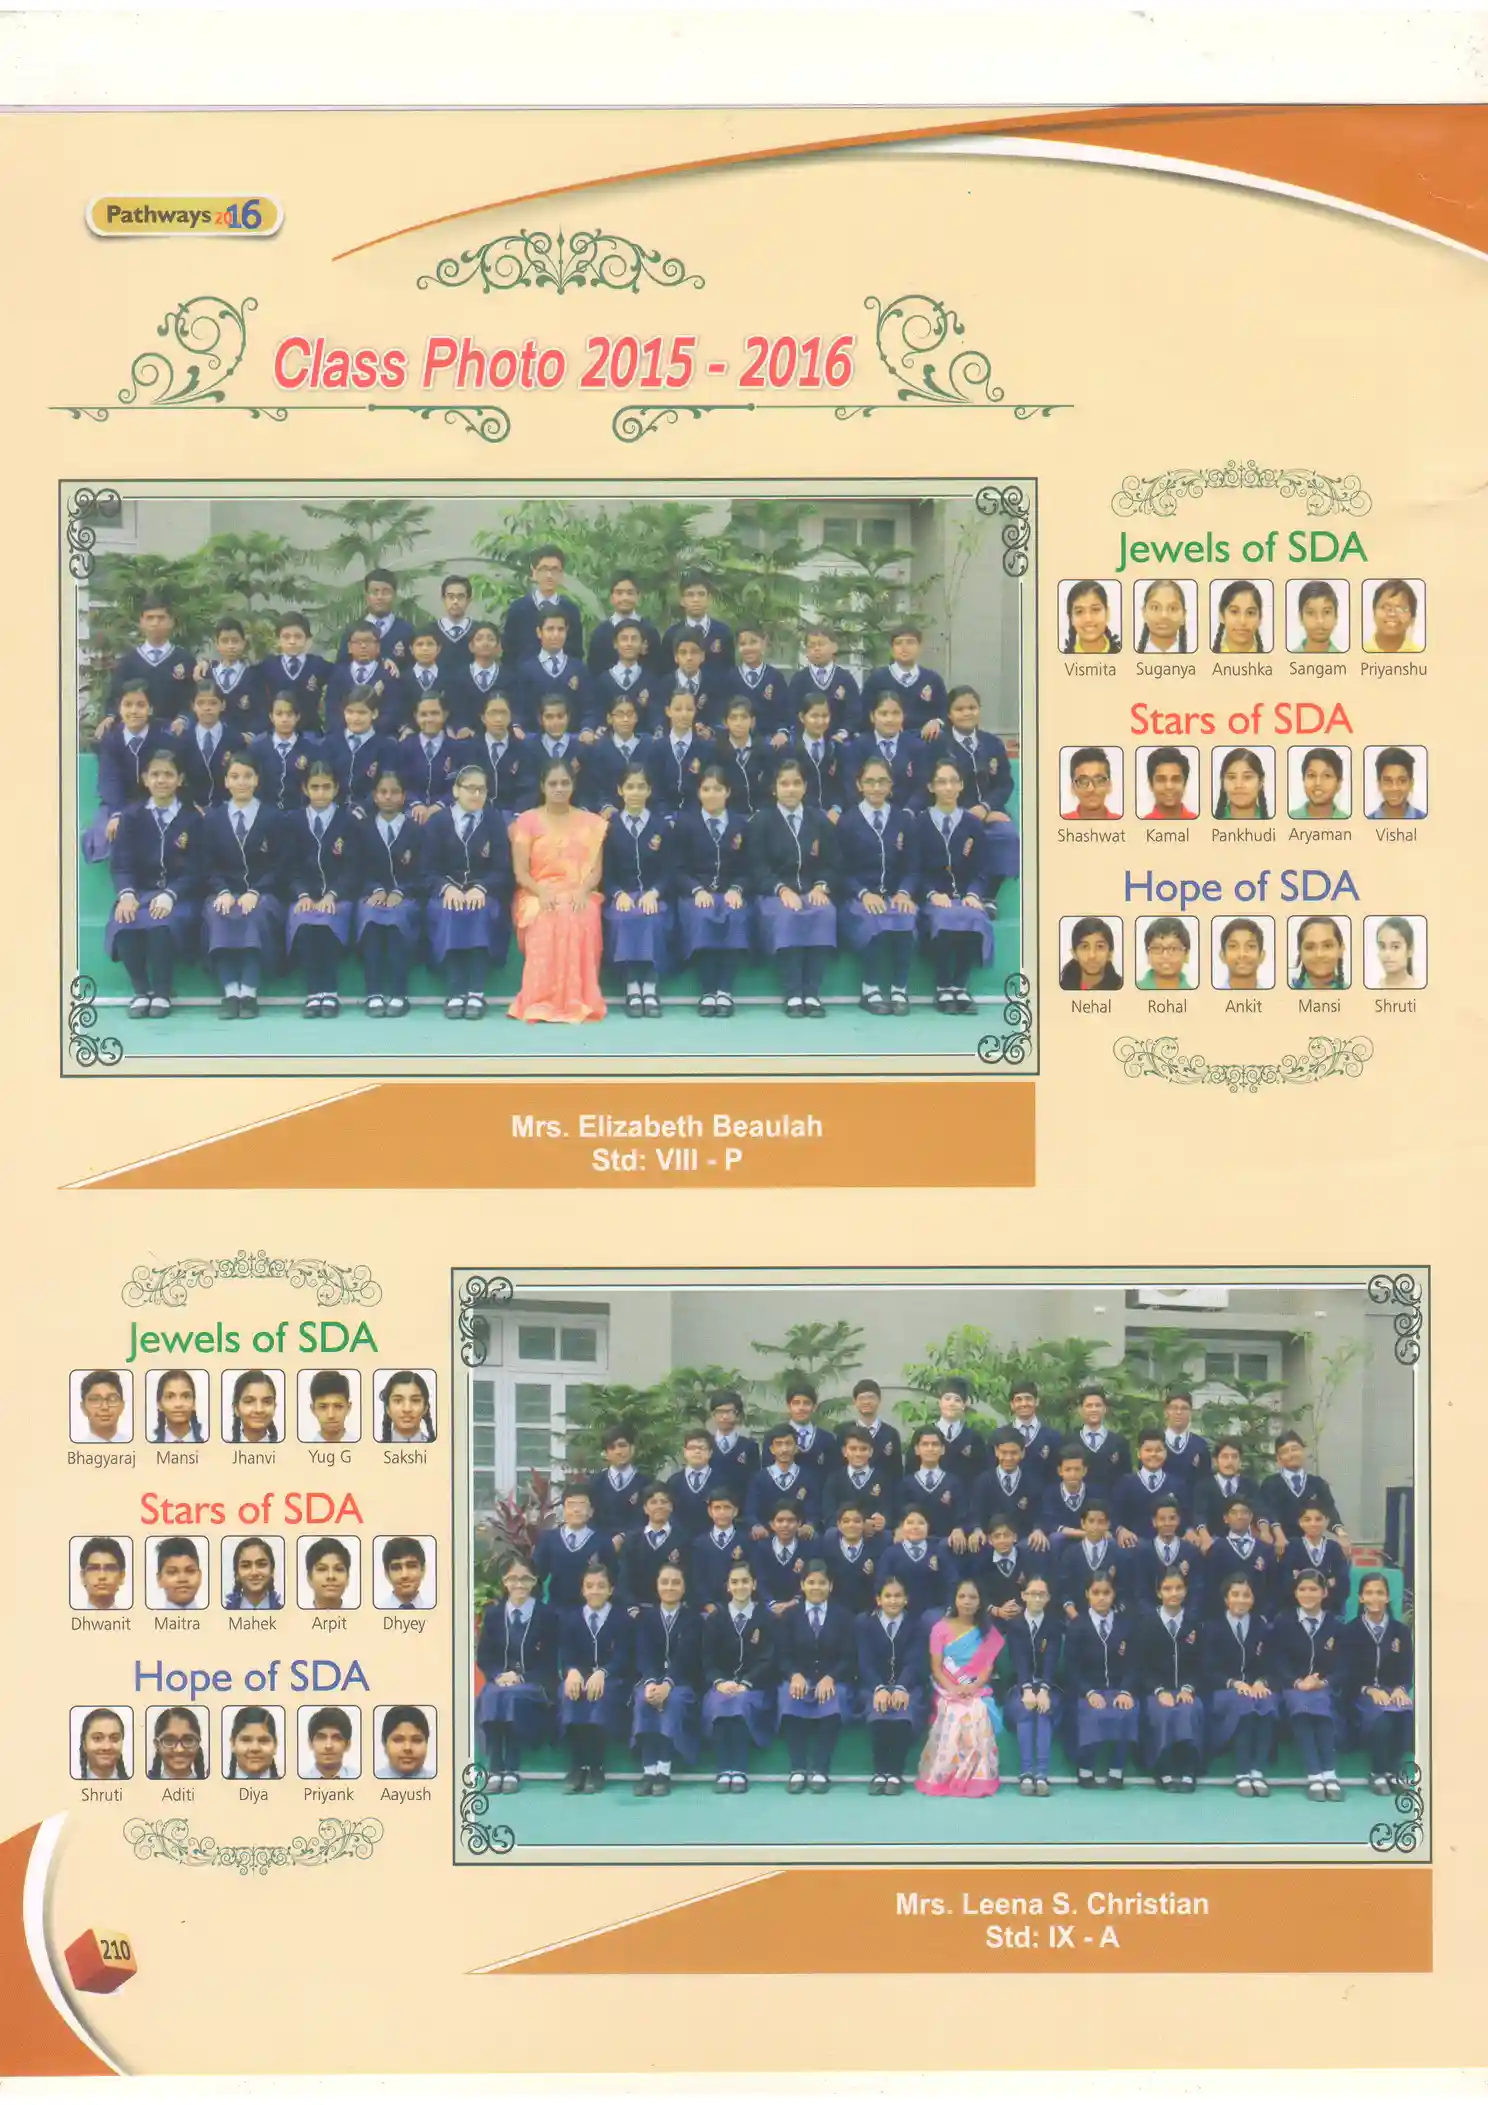 Pathways 2016
Class Photo 2015 - 2016
Jewels of SDA
Vismita Suganya Anushka Sangam Priyanshu
Stars of SDA
Shashwat Kamal Pankhudi Aryaman Vishal
Hope of SDA
Nehal Rohal Ankit Mansi Shruti
Mrs. Elizabeth Beaulah
Std: VIII - P
Jewels of SDA
Bhagyaraj Mansi Jhanvi Yug G Sakshi
Stars of SDA
Dhwanit Maitra Mahek Arpit Dhyey
Hope of SDA
Shruti Aditi Diya Priyank Aayush
Mrs. Leena S. Christian
Std: IX - A
210